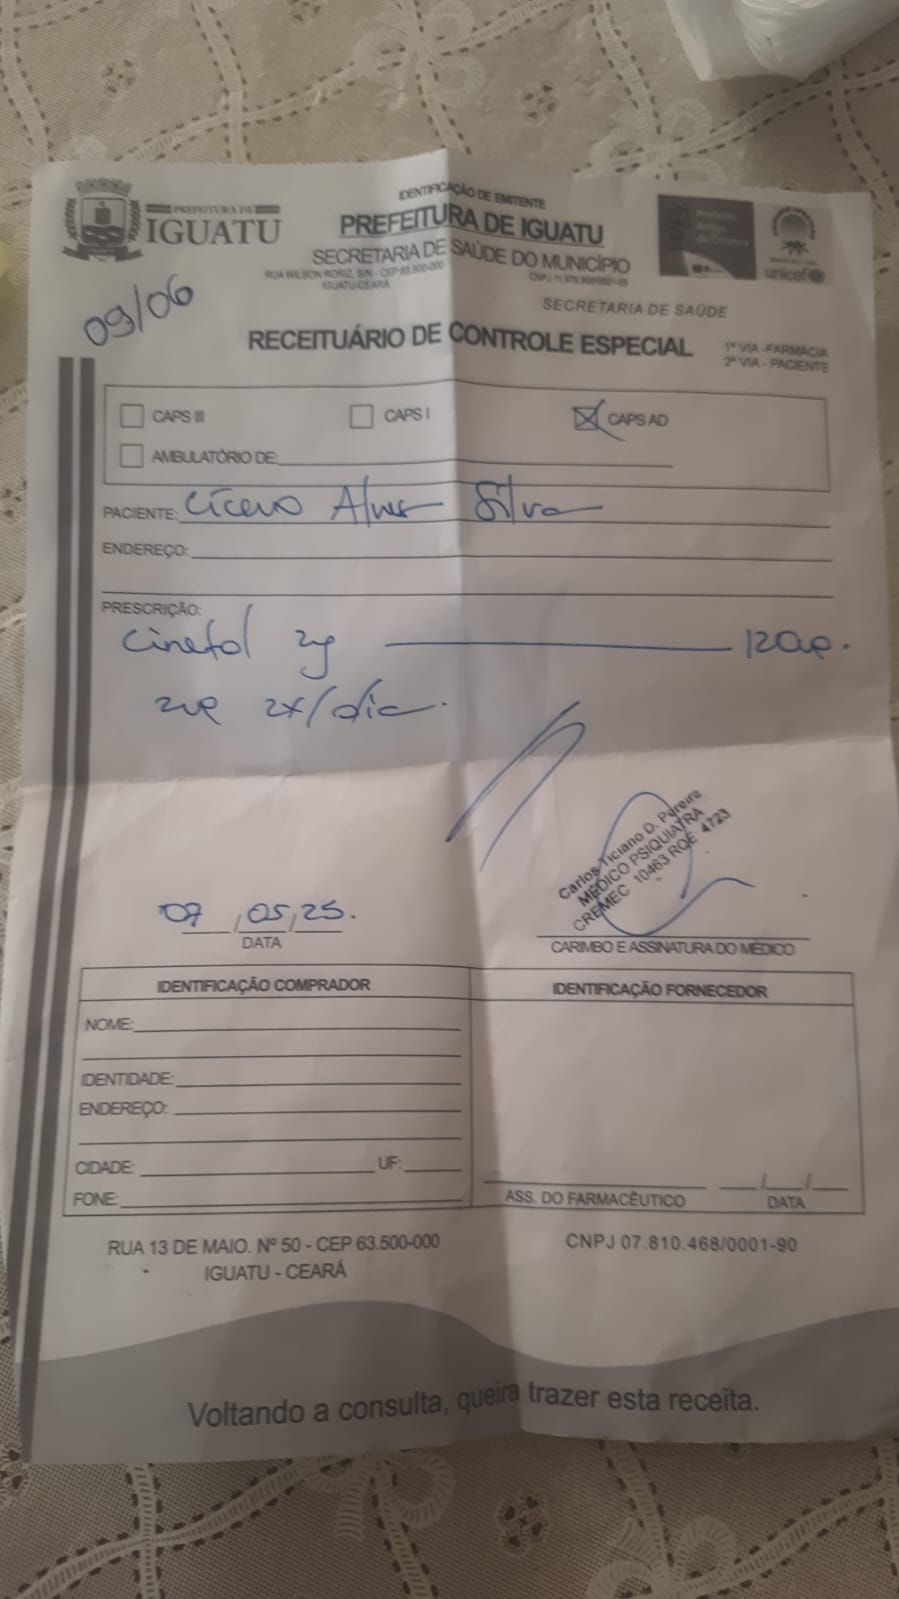 PREFEITURA DE
IGUATU
IDENTIFICAÇÃO DE EMITENTE
PREFEITURA DE IGUATU
SECRETARIA DE SAÚDE DO MUNICÍPIO
RUA WILSON RORIZ, S/N - CEP 63.500-000
IGUATU-CEARÁ
unicef
SECRETARIA DE SAÚDE
09/06
RECEITUÁRIO DE CONTROLE ESPECIAL
1ª VIA -FARMÁCIA
2ª VIA - PACIENTE
CAPS III
CAPS I
CAPS AD
AMBULATÓRIO DE:
PACIENTE: Cícero Alves Silva
ENDEREÇO:
PRESCRIÇÃO:
Cinetol 2mg 120cp.
2cp 2x/dia.
Carlos Ticiano D. Pereira
MÉDICO PSIQUIATRA
CREMEC 10463 RQE 4723
07/05/25.
DATA
CARIMBO E ASSINATURA DO MÉDICO
IDENTIFICAÇÃO COMPRADOR
NOME:
IDENTIDADE:
ENDEREÇO:
CIDADE: UF:
FONE:
IDENTIFICAÇÃO FORNECEDOR
ASS. DO FARMACÊUTICO
/ /
DATA
RUA 13 DE MAIO. Nº 50 - CEP 63.500-000
IGUATU - CEARÁ
CNPJ 07.810.468/0001-90
Voltando a consulta, queira trazer esta receita.